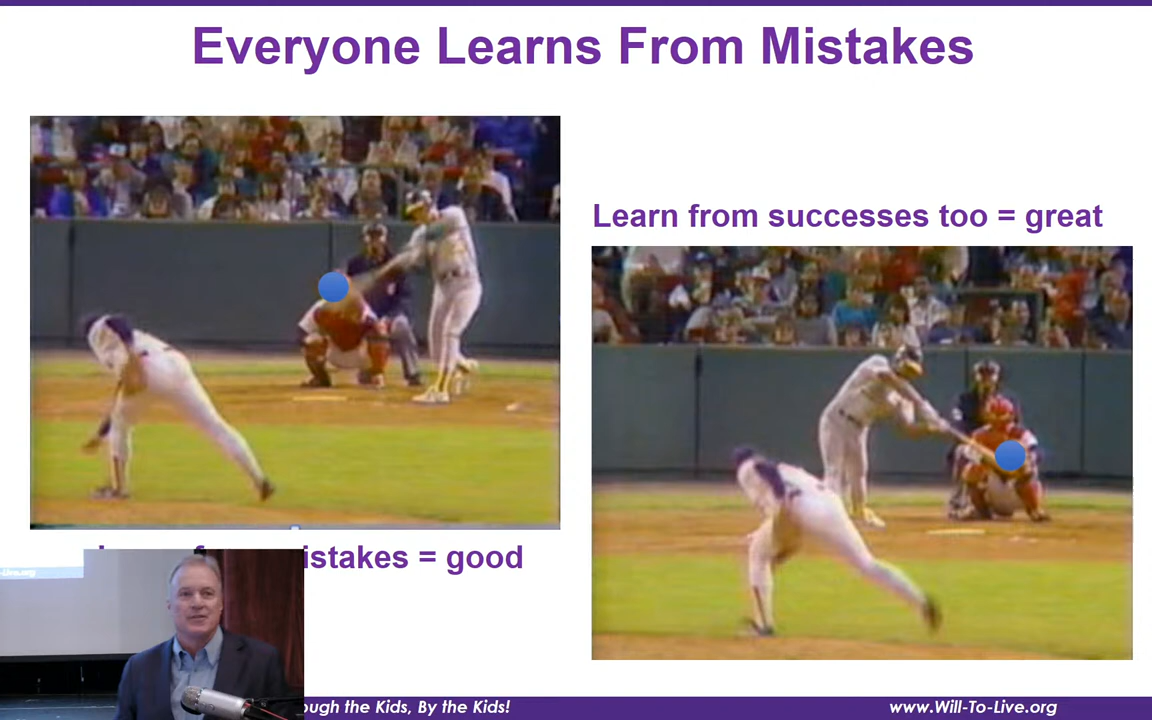 Everyone Learns From Mistakes
Learn from successes too = great
istakes = good
ough the Kids, By the Kids!
www.Will-To-Live.org